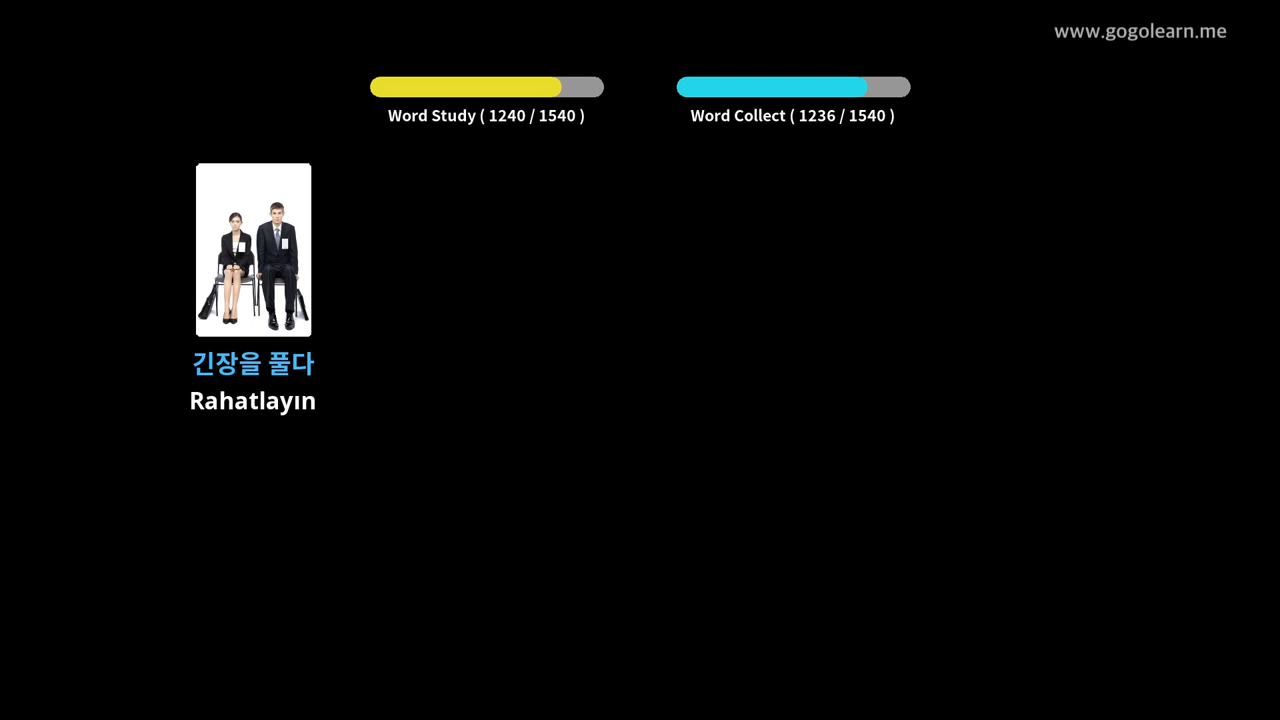 www.gogolearn.me
Word Study ( 1240 / 1540 )
Word Collect ( 1236 / 1540 )
긴장을 풀다
Rahatlayın